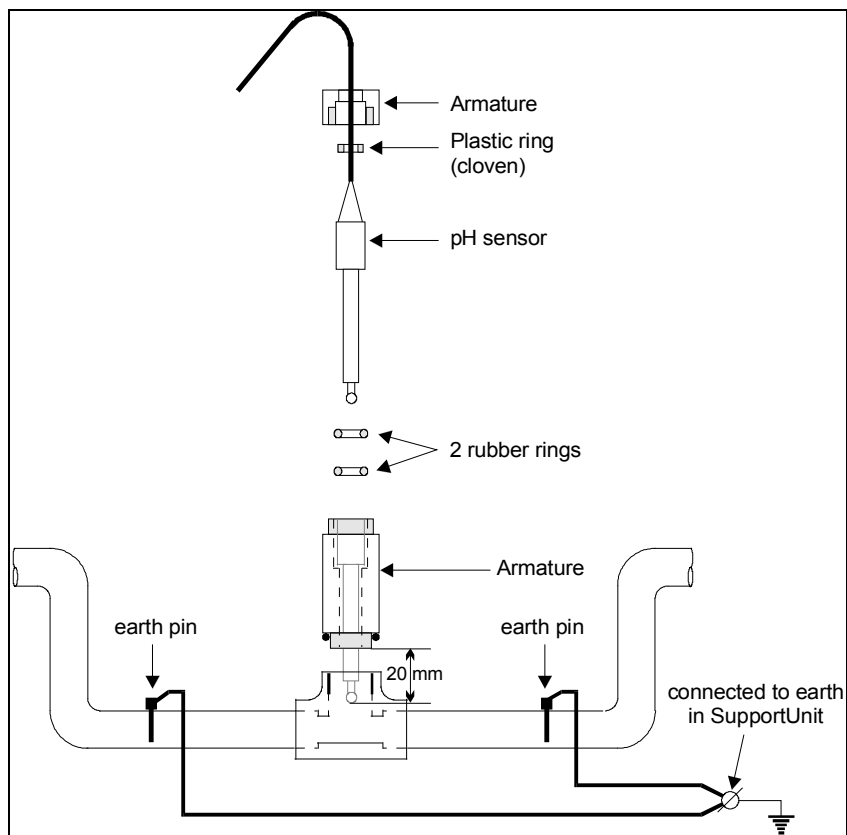 Armature
Plastic ring
(cloven)
pH sensor
2 rubber rings
Armature
earth pin
earth pin
20 mm
connected to earth
in SupportUnit